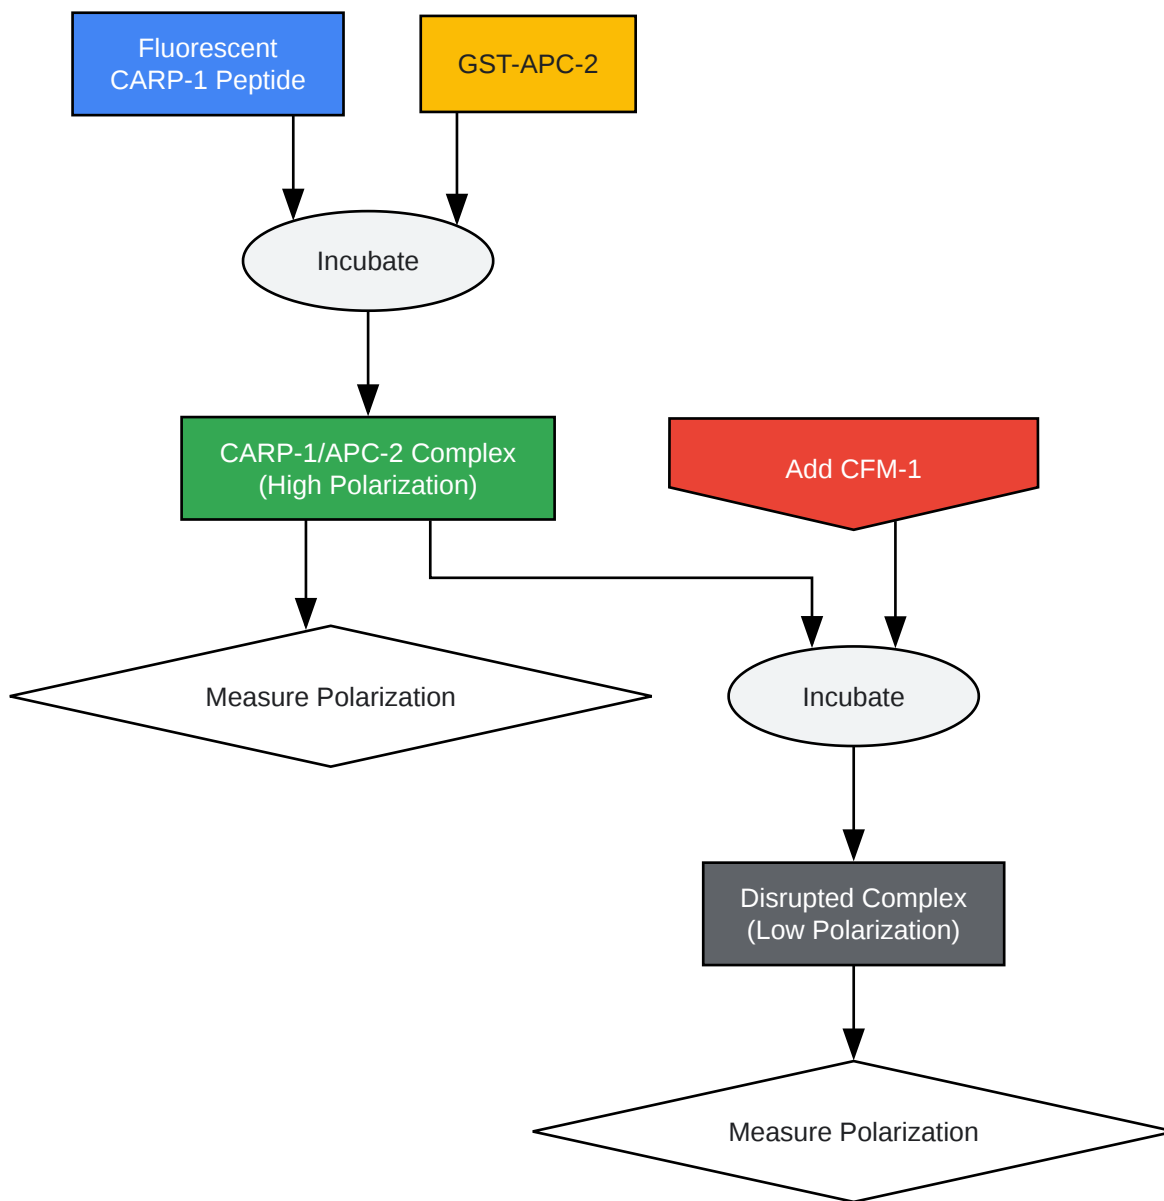 Fluorescent
CARP-1 Peptide
GST-APC-2
Incubate
CARP-1/APC-2 Complex
(High Polarization)
Add CFM-1
Measure Polarization
Incubate
Disrupted Complex
(Low Polarization)
Measure Polarization